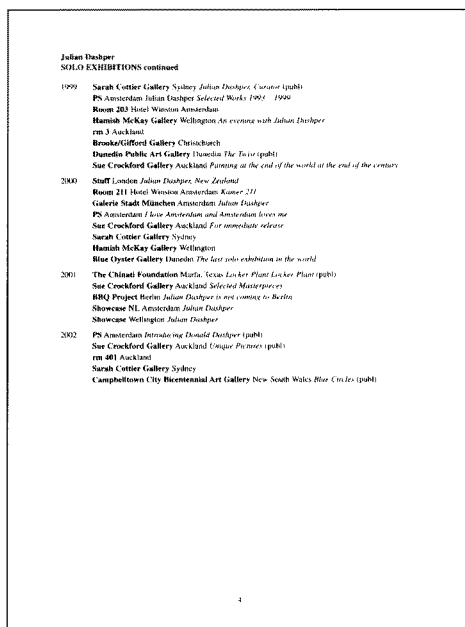 Julian Dashper
SOLO EXHIBITIONS continued
1999 Sarah Cottier Gallery Sydney Julian Dashper, Curator (publ)
PS Amsterdam Julian Dashper Selected Works 1993 - 1999
Room 203 Hotel Winston Amsterdam
Hamish McKay Gallery Wellington An evening with Julian Dashper
rm 3 Auckland
Brooke/Gifford Gallery Christchurch
Dunedin Public Art Gallery Dunedin The Twist (publ)
Sue Crockford Gallery Auckland Painting at the end of the world at the end of the century
2000 Stuff London Julian Dashper, New Zealand
Room 211 Hotel Winston Amsterdam Kamer 211
Galerie Stadt München Amsterdam Julian Dashper
PS Amsterdam I love Amsterdam and Amsterdam loves me
Sue Crockford Gallery Auckland For immediate release
Sarah Cottier Gallery Sydney
Hamish McKay Gallery Wellington
Blue Oyster Gallery Dunedin The last solo exhibition in the world
2001 The Chinati Foundation Marfa, Texas Locker Plant Locker Plant (publ)
Sue Crockford Gallery Auckland Selected Masterpieces
BBQ Project Berlin Julian Dashper is not coming to Berlin
Showcase NL Amsterdam Julian Dashper
Showcase Wellington Julian Dashper
2002 PS Amsterdam Introducing Donald Dashper (publ)
Sue Crockford Gallery Auckland Unique Pictures (publ)
rm 401 Auckland
Sarah Cottier Gallery Sydney
Campbelltown City Bicentennial Art Gallery New South Wales Blue Circles (publ)
4